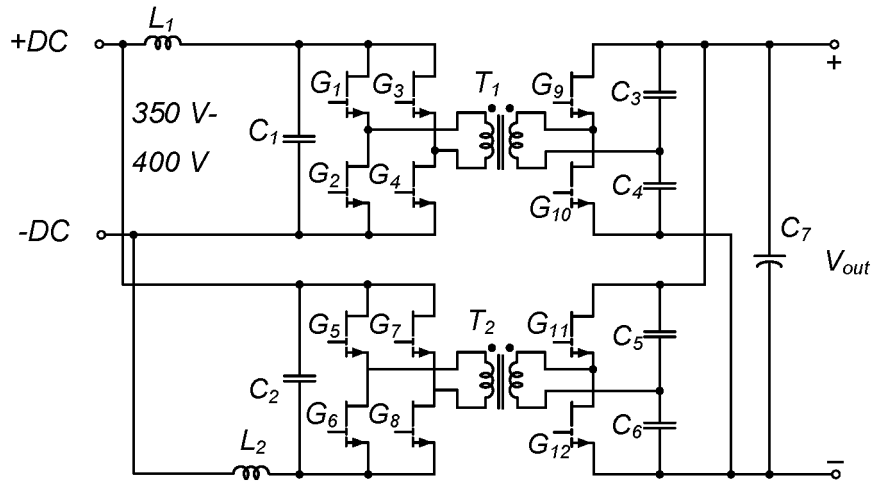 L1
+DC
G1
G3
T1
G9
C3
+
350 V-
400 V
C1
G2
G4
G10
C4
-DC
C7
Vout
G5
G7
T2
G11
C5
C2
G6
G8
G12
C6
L2
–